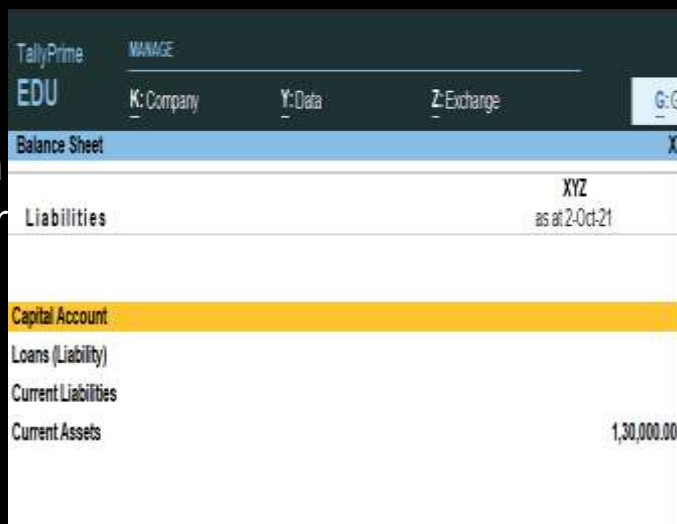 TallyPrime MANAGE
EDU K: Company Y: Data Z: Exchange G: G
Balance Sheet X
XYZ
Liabilities as at 2-Oct-21
Capital Account
Loans (Liability)
Current Liabilities
Current Assets 1,30,000.00